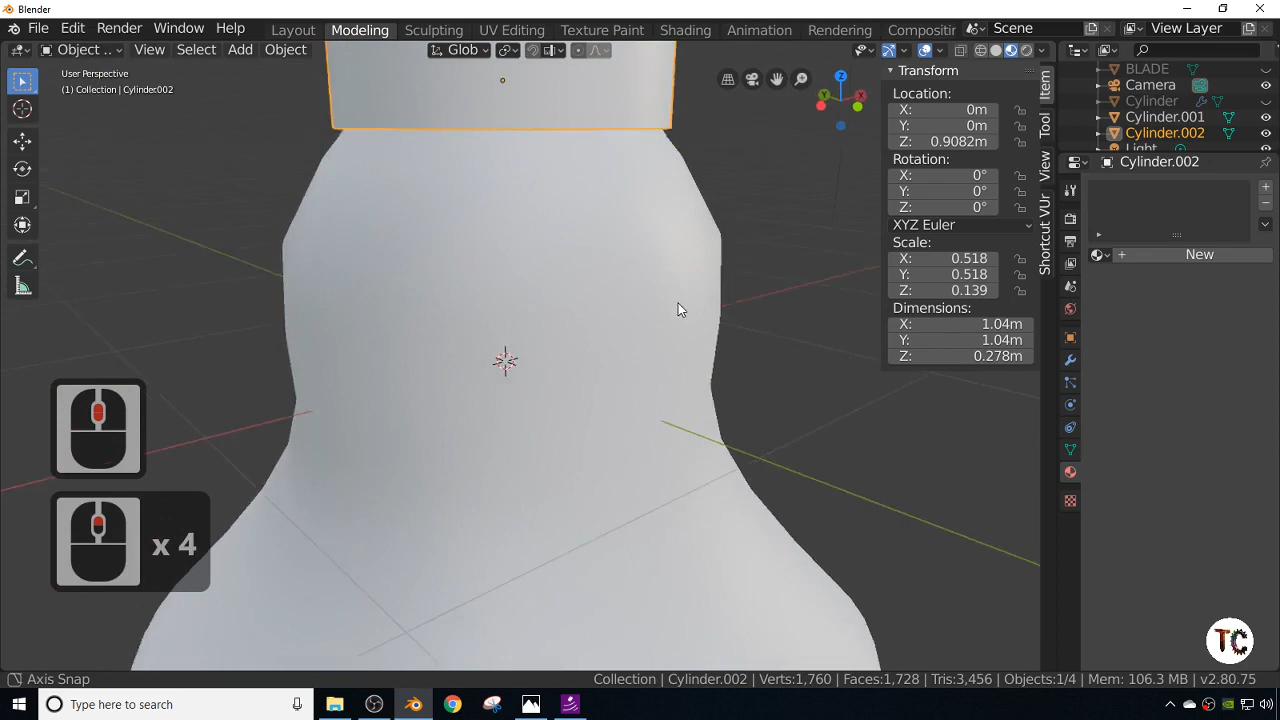 Blender
File Edit Render Window Help Layout Modeling Sculpting UV Editing Texture Paint Shading Animation Rendering Compositir Scene View Layer
Object .. View Select Add Object Glob
User Perspective
(1) Collection | Cylinder.002
BLADE
Camera
Cylinder
Cylinder.001
Cylinder.002
Light
Transform
Location:
X: 0m
Y: 0m
Z: 0.9082m
Rotation:
X: 0°
Y: 0°
Z: 0°
XYZ Euler
Scale:
X: 0.518
Y: 0.518
Z: 0.139
Dimensions:
X: 1.04m
Y: 1.04m
Z: 0.278m
Item
Tool
View
Shortcut VUr
Cylinder.002
New
x 4
TC
Axis Snap
Collection | Cylinder.002 | Verts:1,760 | Faces:1,728 | Tris:3,456 | Objects:1/4 | Mem: 106.3 MB | v2.80.75
Type here to search